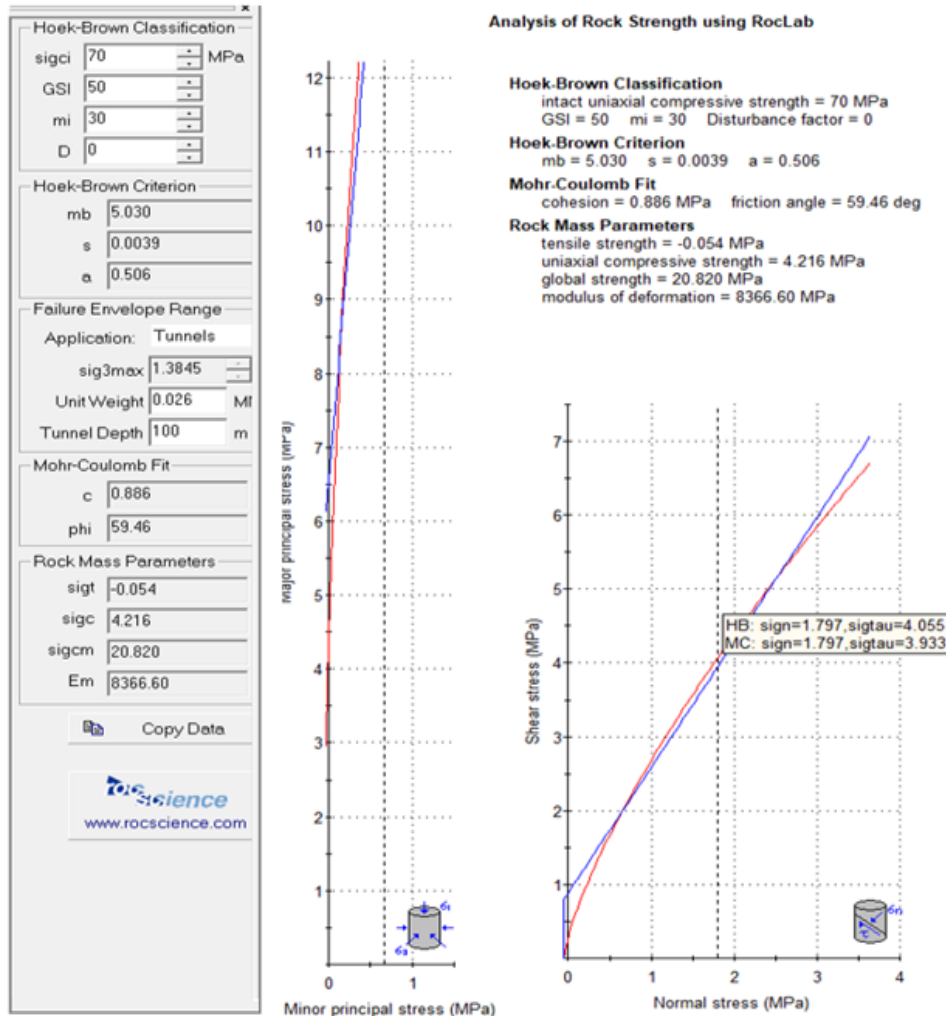 Hoek-Brown Classification
sigci 70 MPa
GSI 50
mi 30
D 0
Hoek-Brown Criterion
mb 5.030
s 0.0039
a 0.506
Failure Envelope Range
Application: Tunnels
sig3max 1.3845
Unit Weight 0.026 MI
Tunnel Depth 100 m
Mohr-Coulomb Fit
c 0.886
phi 59.46
Rock Mass Parameters
sigt -0.054
sigc 4.216
sigcm 20.820
Em 8366.60
Copy Data
rocscience
www.rocscience.com
Analysis of Rock Strength using RocLab
Hoek-Brown Classification
intact uniaxial compressive strength = 70 MPa
GSI = 50 mi = 30 Disturbance factor = 0
Hoek-Brown Criterion
mb = 5.030 s = 0.0039 a = 0.506
Mohr-Coulomb Fit
cohesion = 0.886 MPa friction angle = 59.46 deg
Rock Mass Parameters
tensile strength = -0.054 MPa
uniaxial compressive strength = 4.216 MPa
global strength = 20.820 MPa
modulus of deformation = 8366.60 MPa
Major principal stress (MPa)
12
11
10
9
8
7
6
5
4
3
2
1
σ1
σ3
0 1
Minor principal stress (MPa)
Shear stress (MPa)
7
6
5
4
3
2
1
HB: sign=1.797,sigtau=4.055
MC: sign=1.797,sigtau=3.933
σn
τ
0 1 2 3 4
Normal stress (MPa)